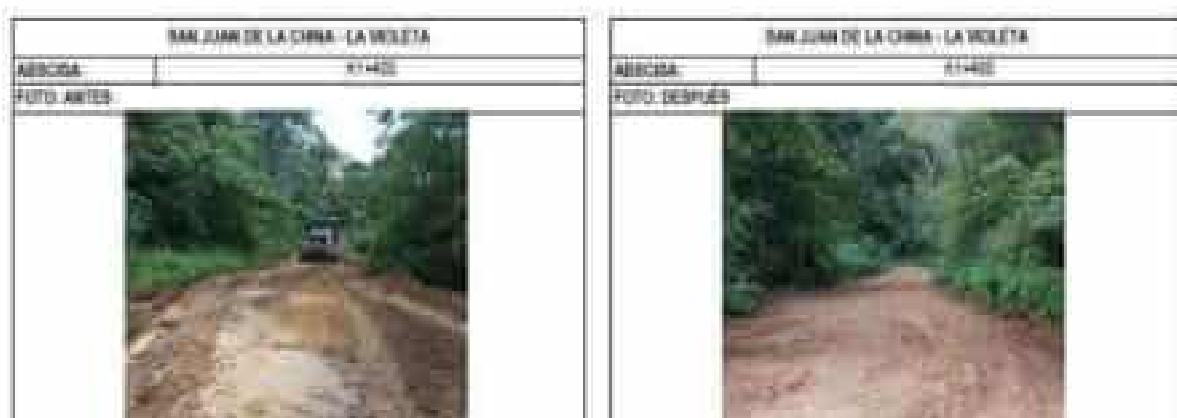 SAN JUAN DE LA CHINA - LA VIOLETA
ABSCISA:
FOTO: ANTES
SAN JUAN DE LA CHINA - LA VIOLETA
ABSCISA:
FOTO: DESPUÉS